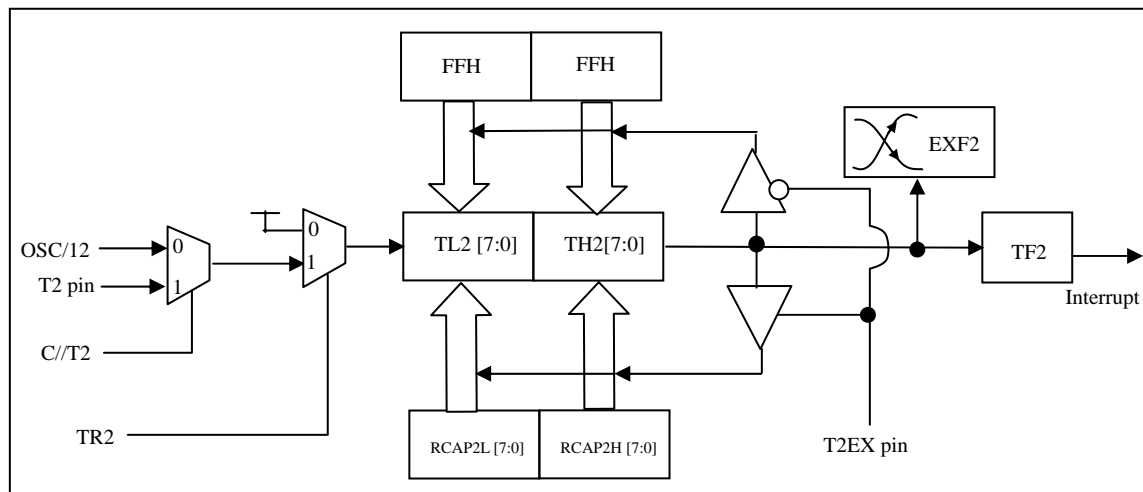 FFH FFH
EXF2
OSC/12
0
T2 pin
1
0
1
TL2 [7:0] TH2[7:0]
TF2
Interrupt
C//T2
TR2
RCAP2L [7:0] RCAP2H [7:0]
T2EX pin